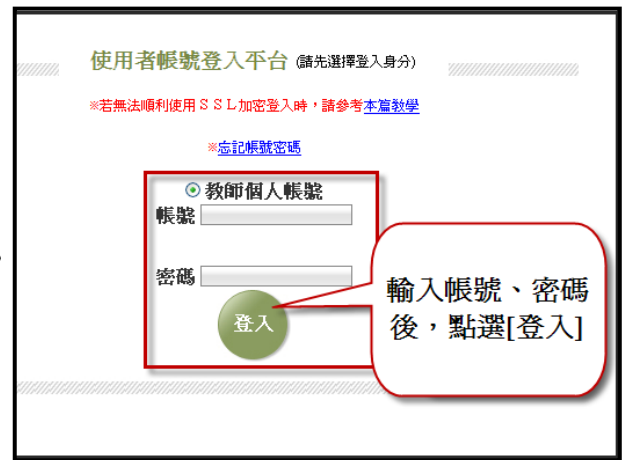 使用者帳號登入平台 (請先選擇登入身分)
※若無法順利使用ＳＳＬ加密登入時，請參考本篇教學
※忘記帳號密碼
教師個人帳號
帳號
密碼
登入
輸入帳號、密碼
後，點選[登入]